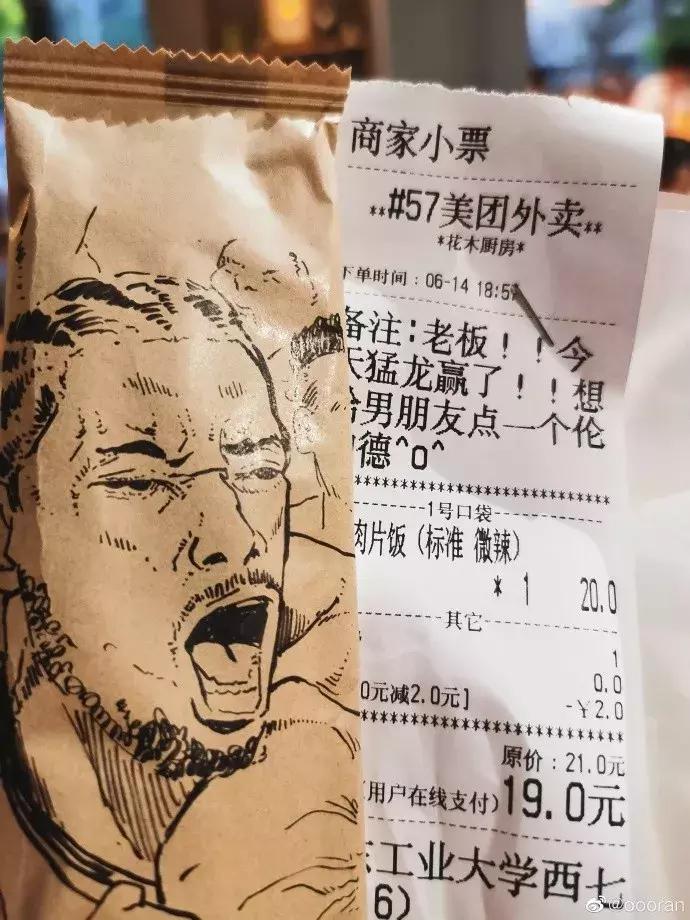 商家小票
**#57美团外卖**
*花木厨房*
下单时间：06-14 18:5
备注:老板！！今
天猛龙赢了！！想
给男朋友点一个伦
纳德^o^
1号口袋
肉片饭（标准 微辣）
* 1 20.0
其它
1
0.0
0元减2.0元] -￥2.0
原价：21.0元
(用户在线支付)19.0元
工业大学西七
6)
@oooran